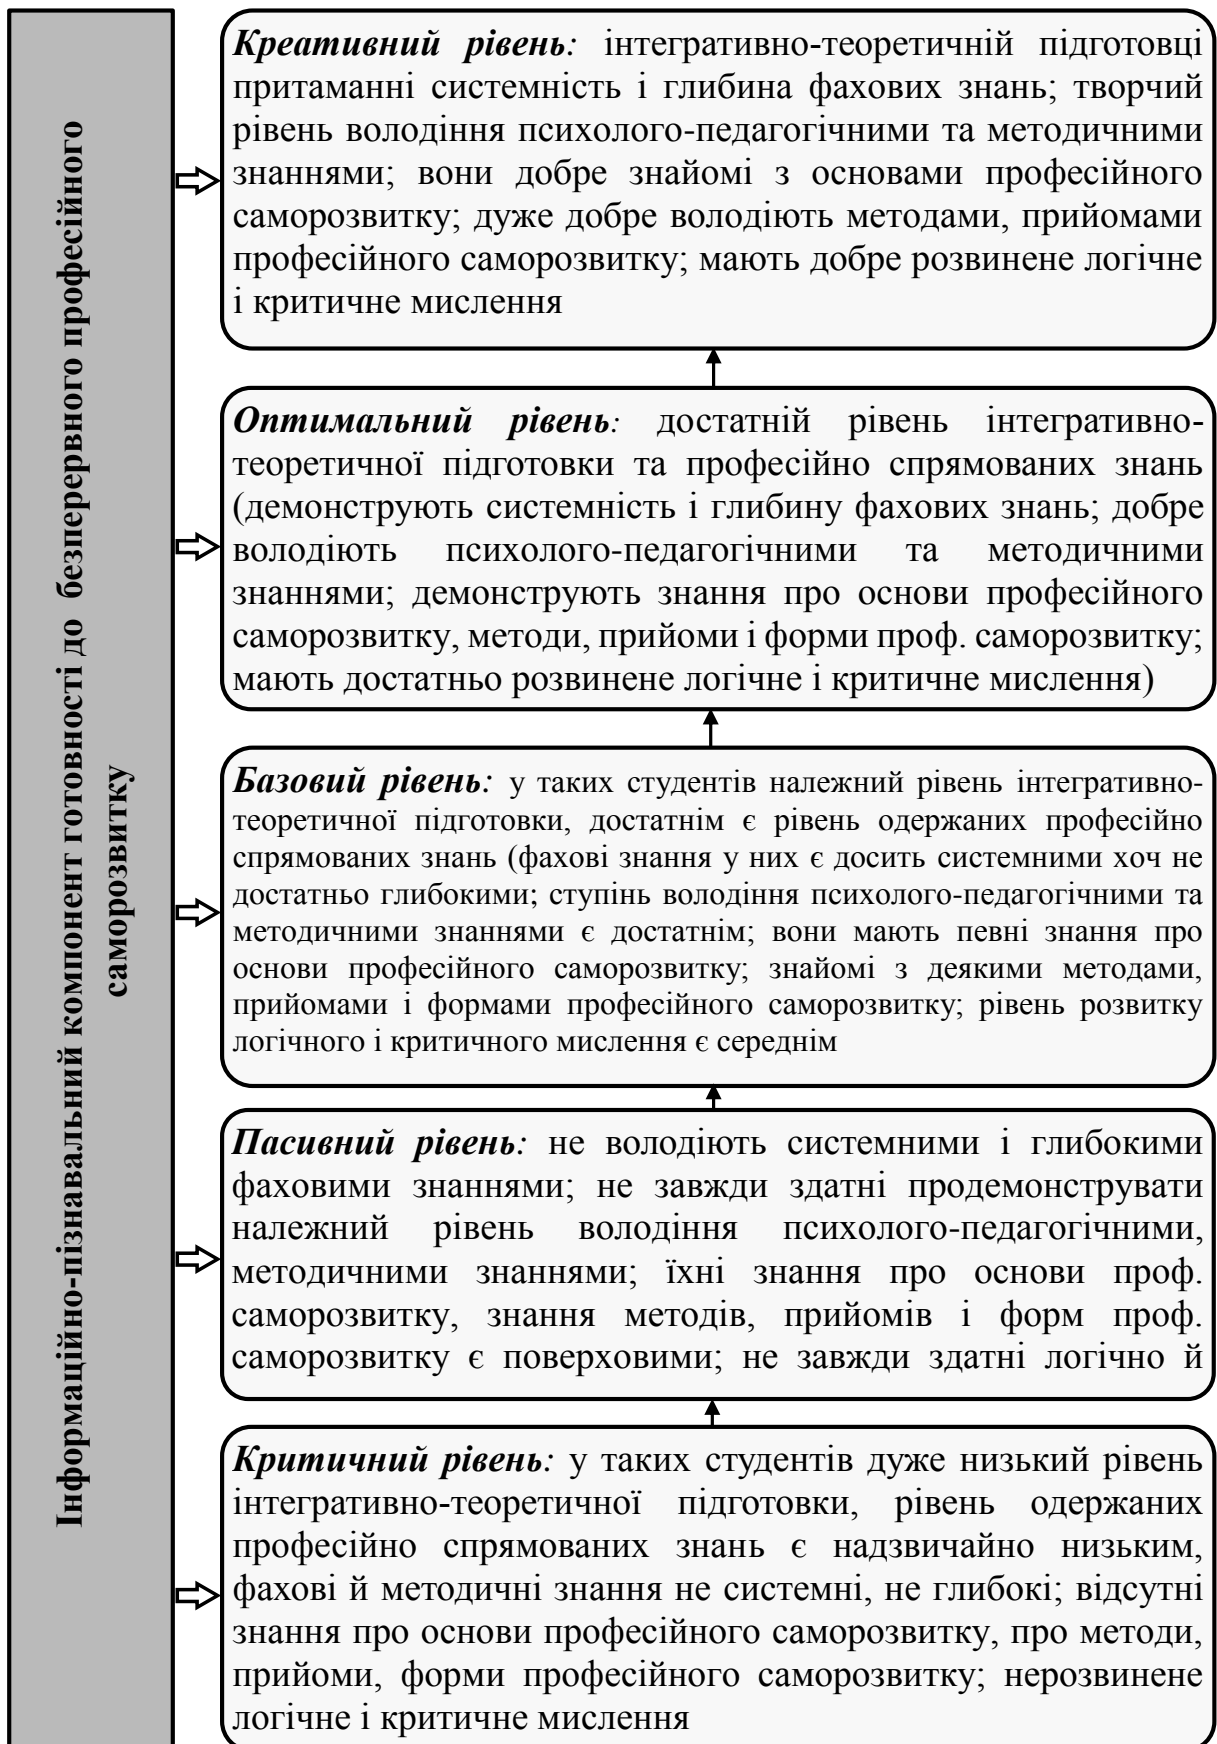 Інформаційно-пізнавальний компонент готовності до безперервного професійного
саморозвитку
Креативний рівень: інтегративно-теоретичній підготовці
притаманні системність і глибина фахових знань; творчий
рівень володіння психолого-педагогічними та методичними
знаннями; вони добре знайомі з основами професійного
саморозвитку; дуже добре володіють методами, прийомами
професійного саморозвитку; мають добре розвинене логічне
і критичне мислення
Оптимальний рівень: достатній рівень інтегративно-
теоретичної підготовки та професійно спрямованих знань
(демонструють системність і глибину фахових знань; добре
володіють психолого-педагогічними та методичними
знаннями; демонструють знання про основи професійного
саморозвитку, методи, прийоми і форми проф. саморозвитку;
мають достатньо розвинене логічне і критичне мислення)
Базовий рівень: у таких студентів належний рівень інтегративно-
теоретичної підготовки, достатнім є рівень одержаних професійно
спрямованих знань (фахові знання у них є досить системними хоч не
достатньо глибокими; ступінь володіння психолого-педагогічними та
методичними знаннями є достатнім; вони мають певні знання про
основи професійного саморозвитку; знайомі з деякими методами,
прийомами і формами професійного саморозвитку; рівень розвитку
логічного і критичного мислення є середнім
Пасивний рівень: не володіють системними і глибокими
фаховими знаннями; не завжди здатні продемонструвати
належний рівень володіння психолого-педагогічними,
методичними знаннями; їхні знання про основи проф.
саморозвитку, знання методів, прийомів і форм проф.
саморозвитку є поверховими; не завжди здатні логічно й
Критичний рівень: у таких студентів дуже низький рівень
інтегративно-теоретичної підготовки, рівень одержаних
професійно спрямованих знань є надзвичайно низьким,
фахові й методичні знання не системні, не глибокі; відсутні
знання про основи професійного саморозвитку, про методи,
прийоми, форми професійного саморозвитку; нерозвинене
логічне і критичне мислення